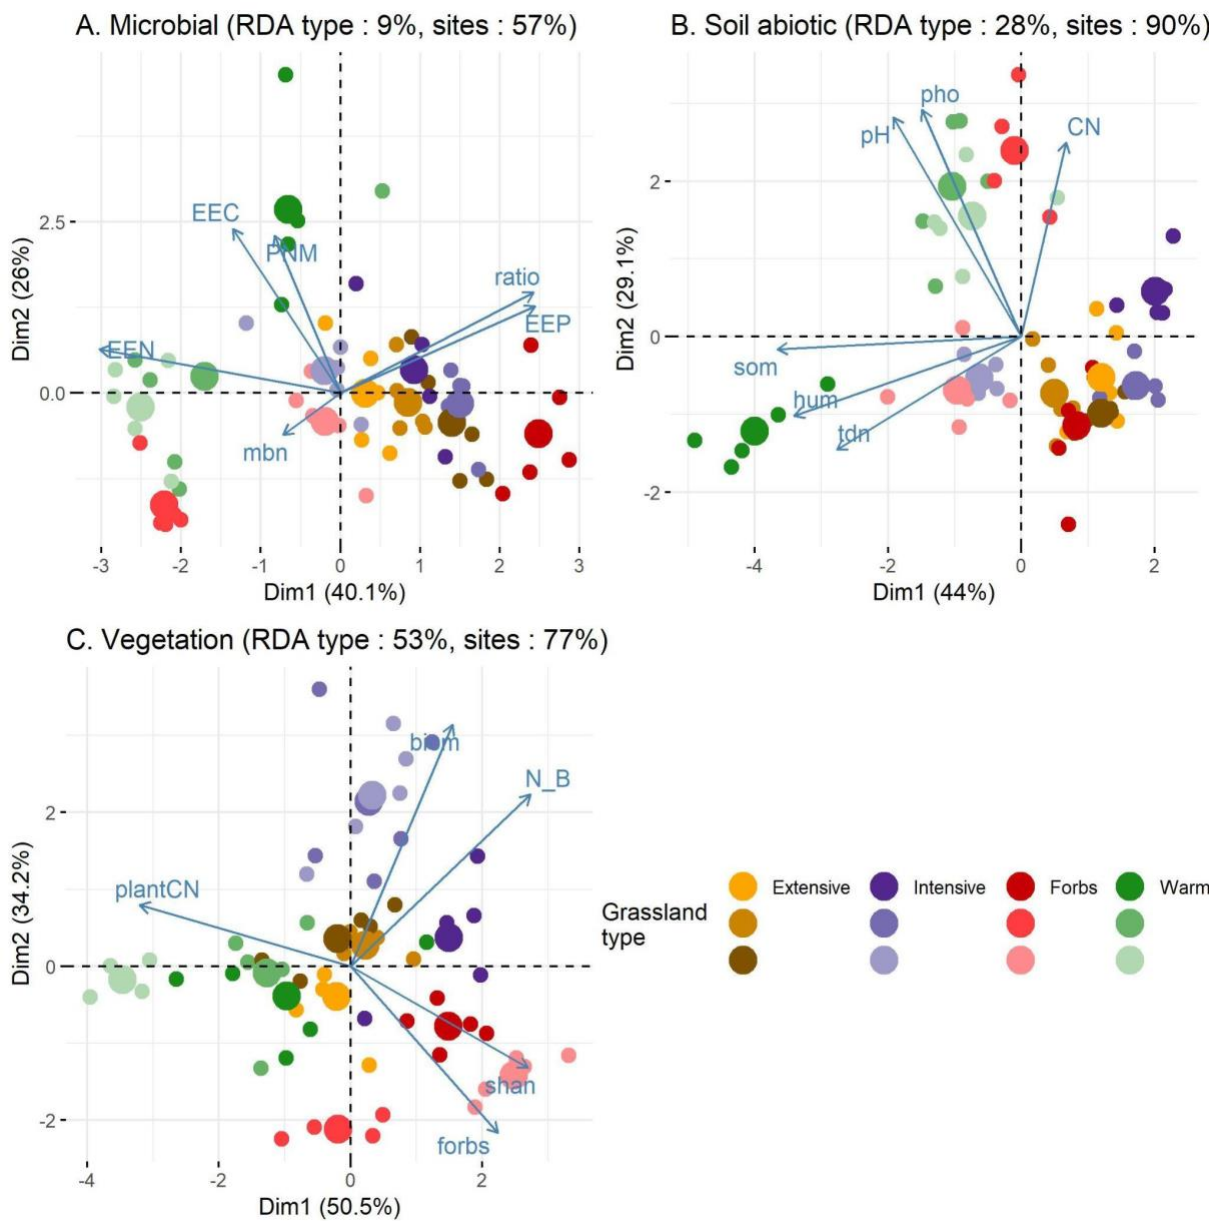 A. Microbial (RDA type : 9%, sites : 57%)
EEC
PNM
ratio
EEP
EEN
mbn
2.5
0.0
Dim2 (26%)
-3 -2 -1 0 1 2 3
Dim1 (40.1%)
B. Soil abiotic (RDA type : 28%, sites : 90%)
pho
pH
CN
som
hum
tdn
2
0
-2
Dim2 (29.1%)
-4 -2 0 2
Dim1 (44%)
C. Vegetation (RDA type : 53%, sites : 77%)
biom
N_B
plantCN
shan
forbs
2
0
-2
Dim2 (34.2%)
-4 -2 0 2
Dim1 (50.5%)
Grassland
type
Extensive
Intensive
Forbs
Warm